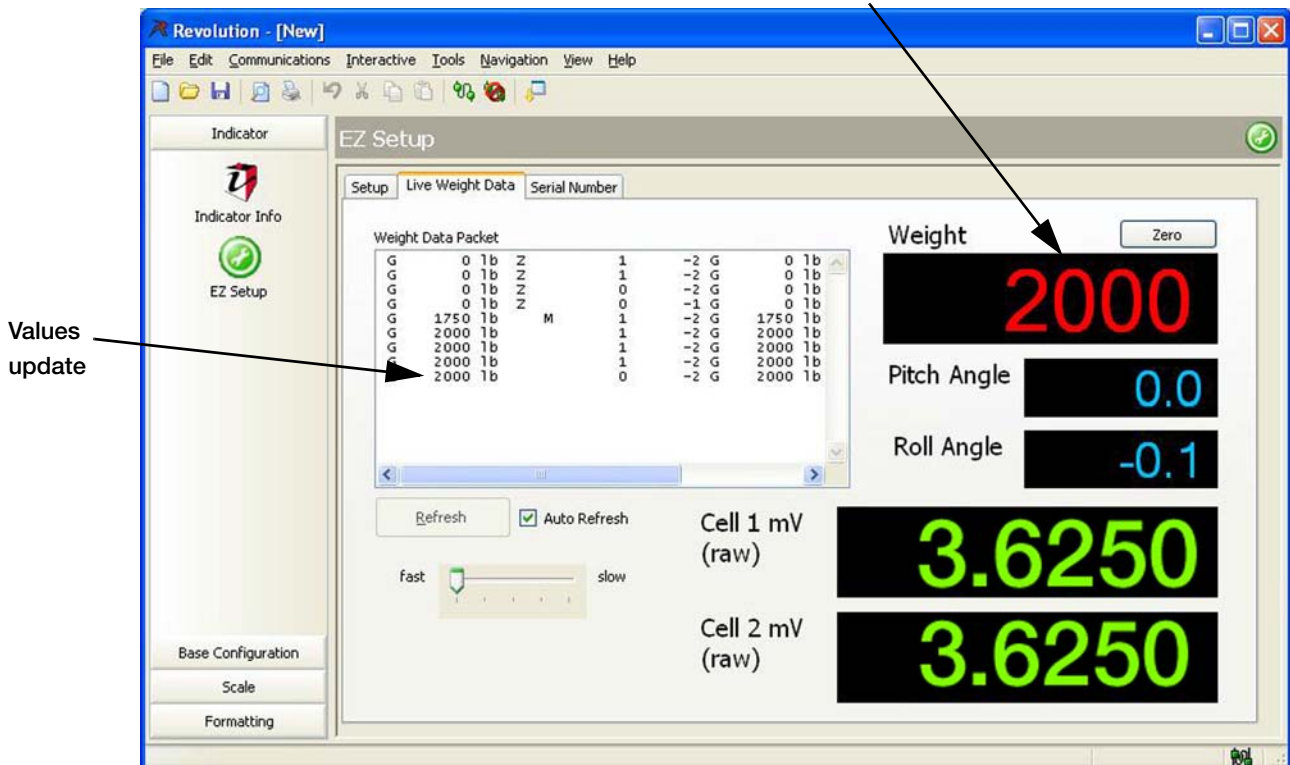 Revolution - [New]
File Edit Communications Interactive Tools Navigation View Help
Indicator
EZ Setup
Indicator Info
EZ Setup
Setup Live Weight Data Serial Number
Weight Data Packet
G 0 lb Z 1 -2 G 0 lb
G 0 lb Z 1 -2 G 0 lb
G 0 lb Z 0 -2 G 0 lb
G 0 lb Z 0 -1 G 0 lb
G 1750 lb M 1 -2 G 1750 lb
G 2000 lb 1 -2 G 2000 lb
G 2000 lb 1 -2 G 2000 lb
G 2000 lb 1 -2 G 2000 lb
2000 lb 0 -2 G 2000 lb
Weight Zero
2000
Pitch Angle 0.0
Roll Angle -0.1
Values
update
Refresh Auto Refresh
fast slow
Cell 1 mV
(raw)
3.6250
Cell 2 mV
(raw)
3.6250
Base Configuration
Scale
Formatting